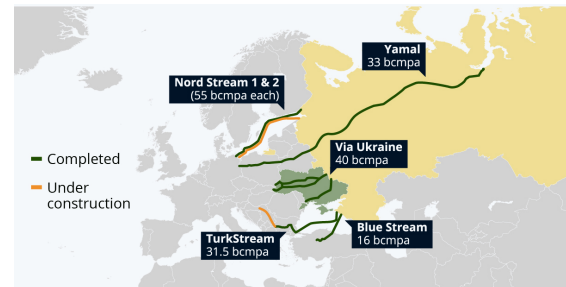 Yamal
33 bcmpa
Nord Stream 1 & 2
(55 bcmpa each)
Via Ukraine
40 bcmpa
Completed
Under
construction
TurkStream
31.5 bcmpa
Blue Stream
16 bcmpa